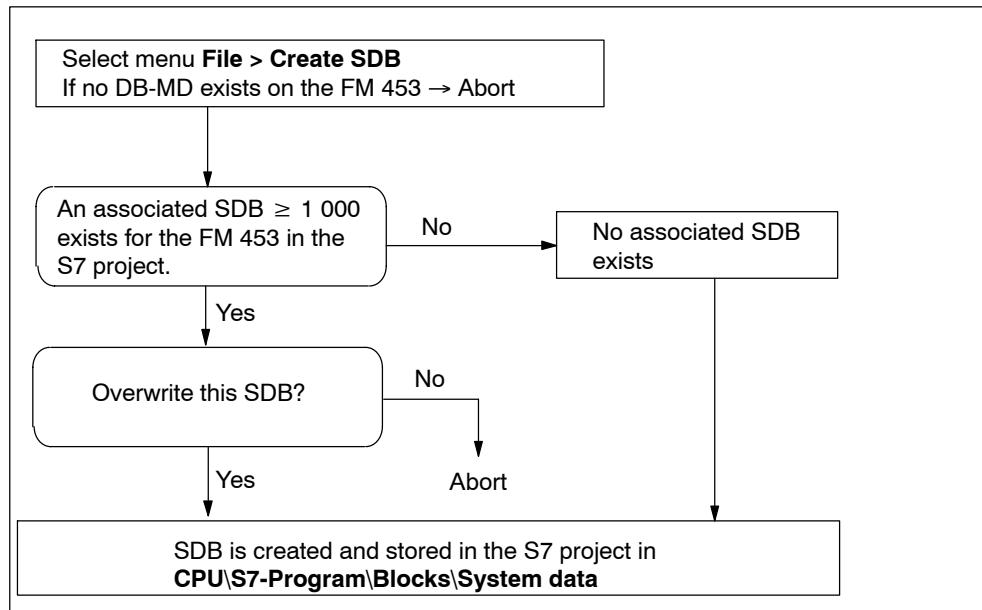 Select menu File > Create SDB
If no DB-MD exists on the FM 453 → Abort
An associated SDB ≥ 1 000
exists for the FM 453 in the
S7 project.
No
No associated SDB
exists
Yes
Overwrite this SDB?
No
Yes
Abort
SDB is created and stored in the S7 project in
CPU\S7-Program\Blocks\System data